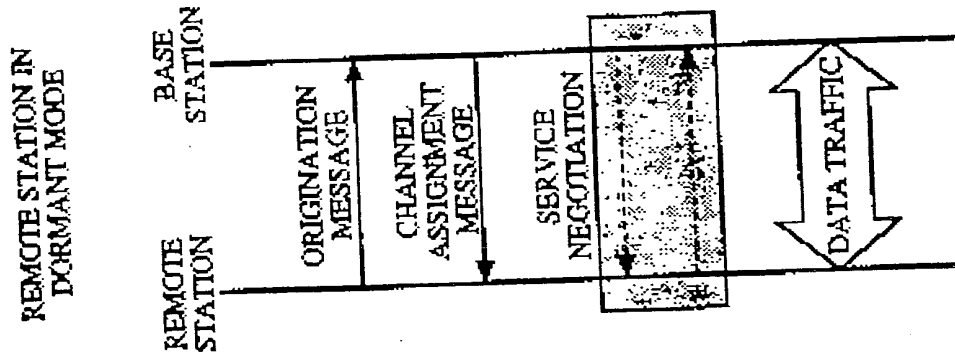 REMOTE STATION IN
DORMANT MODE
REMOTE
STATION
BASE
STATION
ORIGINATION
MESSAGE
CHANNEL
ASSIGNMENT
MESSAGE
SERVICE
NEGOTIATION
DATA TRAFFIC